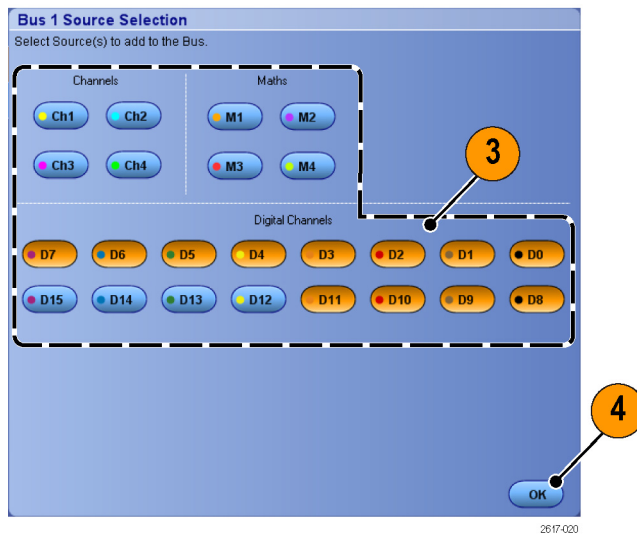 Bus 1 Source Selection
Select Source(s) to add to the Bus.
Channels Maths
Ch1 Ch2 M1 M2
Ch3 Ch4 M3 M4
3
Digital Channels
D7 D6 D5 D4 D3 D2 D1 D0
D15 D14 D13 D12 D11 D10 D9 D8
4
OK
2617-020